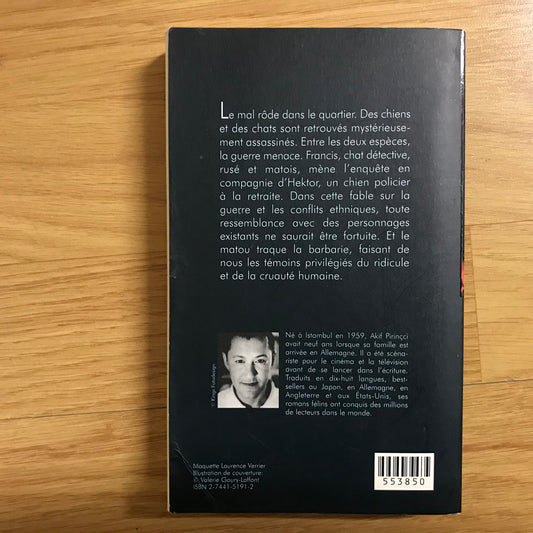 Le mal rôde dans le quartier. Des chiens
et des chats sont retrouvés mystérieuse-
ment assassinés. Entre les deux espèces,
la guerre menace. Francis, chat détective,
rusé et matois, mène l'enquête en
compagnie d'Hektor, un chien policier
à la retraite. Dans cette fable sur la
guerre et les conflits ethniques, toute
ressemblance avec des personnages
existants ne saurait être fortuite. Et le
matou traque la barbarie, faisant de
nous les témoins privilégiés du ridicule
et de la cruauté humaine.
Né à Istambul en 1959, Akif Pirinçci
avait neuf ans lorsque sa famille est
arrivée en Allemagne. Il a été scéna-
riste pour le cinéma et la télévision
avant de se lancer dans l'écriture.
Traduits en dix-huit langues, best-
sellers au Japon, en Allemagne, en
Angleterre et aux États-Unis, ses
romans félins ont conquis des millions
de lecteurs dans le monde.
Maquette Laurence Verrier
Illustration de couverture:
© Valérie Gaurs-Laffont
ISBN 2-7441-5191-2
553850